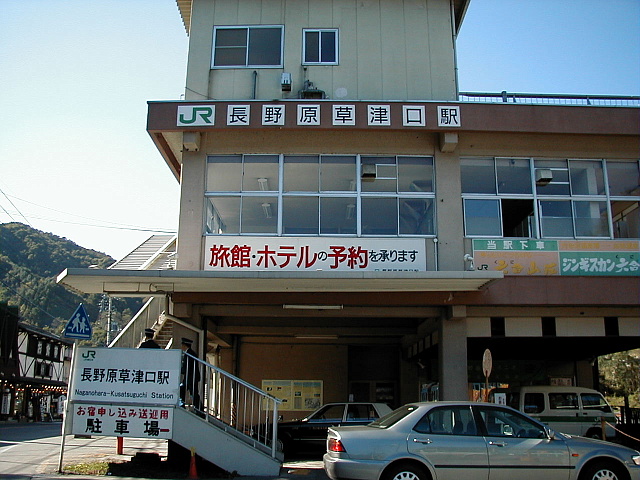 JR 長野原草津口駅
旅館・ホテルの予約を承ります
当駅下車
ジンギスカン
JR
長野原草津口駅
Naganohara-Kusatsuguchi Station
お宿申し込み送迎用
駐車場